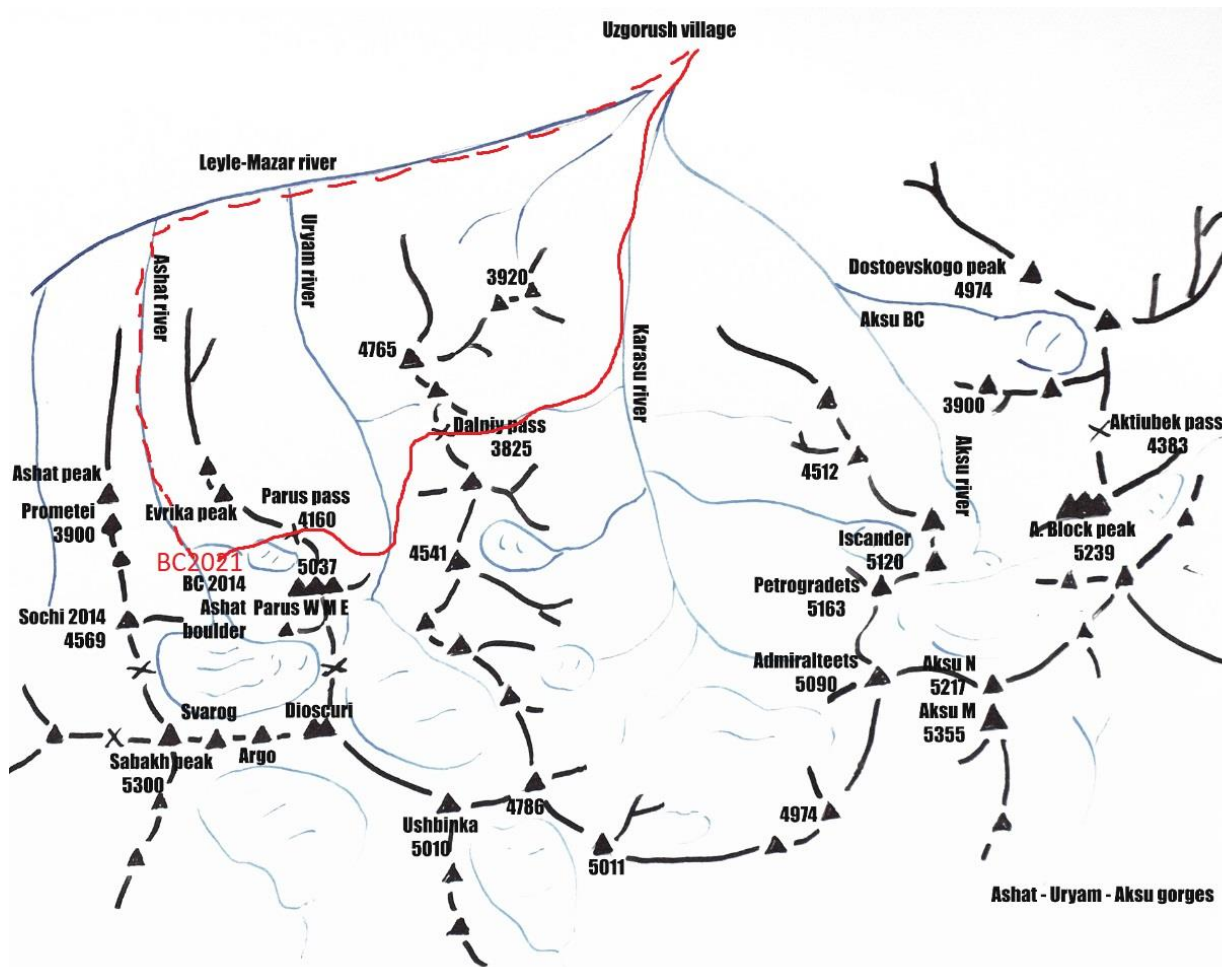 Uzgorush village
Leyle-Mazar river
Ashat river
Uryam river
3920
Dostoevskogo peak
4974
Aksu BC
4765
Karasu river
3900
Dalniy pass
3825
Aktiubek pass
4383
4512
Aksu river
Ashat peak
Prometei
3900
Evrika peak
Parus pass
4160
A. Block peak
5239
Iscander
5120
BC2021
BC 2014
5037
4541
Petrogradets
5163
Ashat
boulder
Parus W M E
Sochi 2014
4569
Admiralteets
5090
Aksu N
5217
Aksu M
5355
Svarog
Dioscuri
Argo
Sabakh peak
5300
4786
Ushbinka
5010
4974
5011
Ashat - Uryam - Aksu gorges